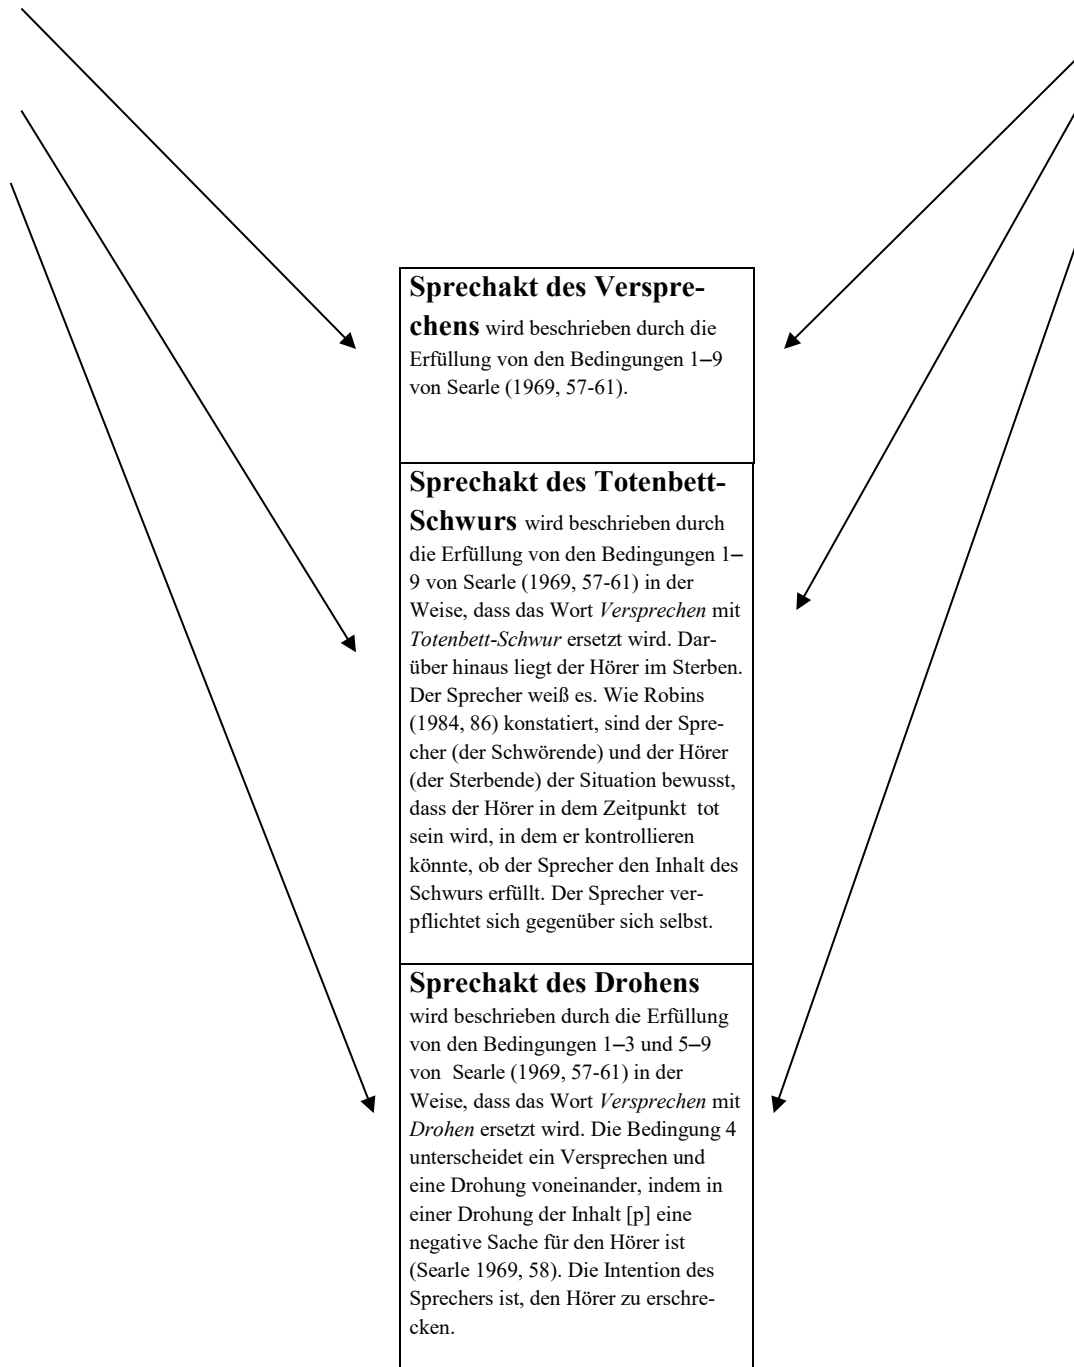 Sprechakt des Verspre-
chens wird beschrieben durch die
Erfüllung von den Bedingungen 1–9
von Searle (1969, 57-61).
Sprechakt des Totenbett-
Schwurs wird beschrieben durch
die Erfüllung von den Bedingungen 1–
9 von Searle (1969, 57-61) in der
Weise, dass das Wort Versprechen mit
Totenbett-Schwur ersetzt wird. Dar-
über hinaus liegt der Hörer im Sterben.
Der Sprecher weiß es. Wie Robins
(1984, 86) konstatiert, sind der Spre-
cher (der Schwörende) und der Hörer
(der Sterbende) der Situation bewusst,
dass der Hörer in dem Zeitpunkt  tot
sein wird, in dem er kontrollieren
könnte, ob der Sprecher den Inhalt des
Schwurs erfüllt. Der Sprecher ver-
pflichtet sich gegenüber sich selbst.
Sprechakt des Drohens
wird beschrieben durch die Erfüllung
von den Bedingungen 1–3 und 5–9
von  Searle (1969, 57-61) in der
Weise, dass das Wort Versprechen mit
Drohen ersetzt wird. Die Bedingung 4
unterscheidet ein Versprechen und
eine Drohung voneinander, indem in
einer Drohung der Inhalt [p] eine
negative Sache für den Hörer ist
(Searle 1969, 58). Die Intention des
Sprechers ist, den Hörer zu erschre-
cken.